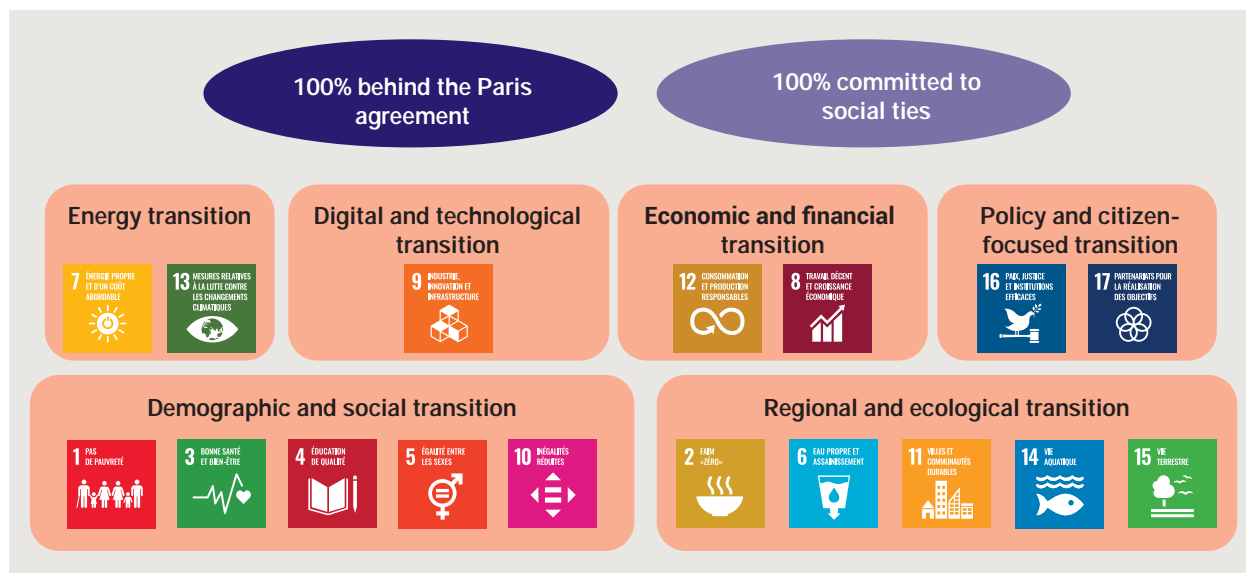 100% behind the Paris
agreement
100% committed to
social ties
Energy transition
7 ÉNERGIE PROPRE
ET D'UN COÛT
ABORDABLE
13 MESURES RELATIVES
À LA LUTTE CONTRE
LES CHANGEMENTS
CLIMATIQUES
Digital and technological
transition
9 INDUSTRIE,
INNOVATION ET
INFRASTRUCTURE
Economic and financial
transition
12 CONSOMMATION
ET PRODUCTION
RESPONSABLES
8 TRAVAIL DÉCENT
ET CROISSANCE
ÉCONOMIQUE
Policy and citizen-
focused transition
16 PAIX, JUSTICE
ET INSTITUTIONS
EFFICACES
17 PARTENARIATS POUR
LA RÉALISATION
DES OBJECTIFS
Demographic and social transition
1 PAS
DE PAUVRETÉ
3 BONNE SANTÉ
ET BIEN-ÊTRE
4 ÉDUCATION
DE QUALITÉ
5 ÉGALITÉ ENTRE
LES SEXES
10 INÉGALITÉS
RÉDUITES
Regional and ecological transition
2 FAIM
«ZÉRO»
6 EAU PROPRE ET
ASSAINISSEMENT
11 VILLES ET
COMMUNAUTÉS
DURABLES
14 VIE
AQUATIQUE
15 VIE
TERRESTRE